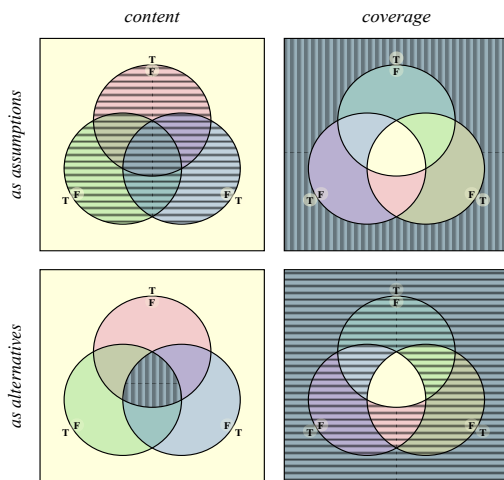 content coverage
as assumptions
T T
F F
F F F F
T T T T
as alternatives
T T
F F
F F F F
T T T T